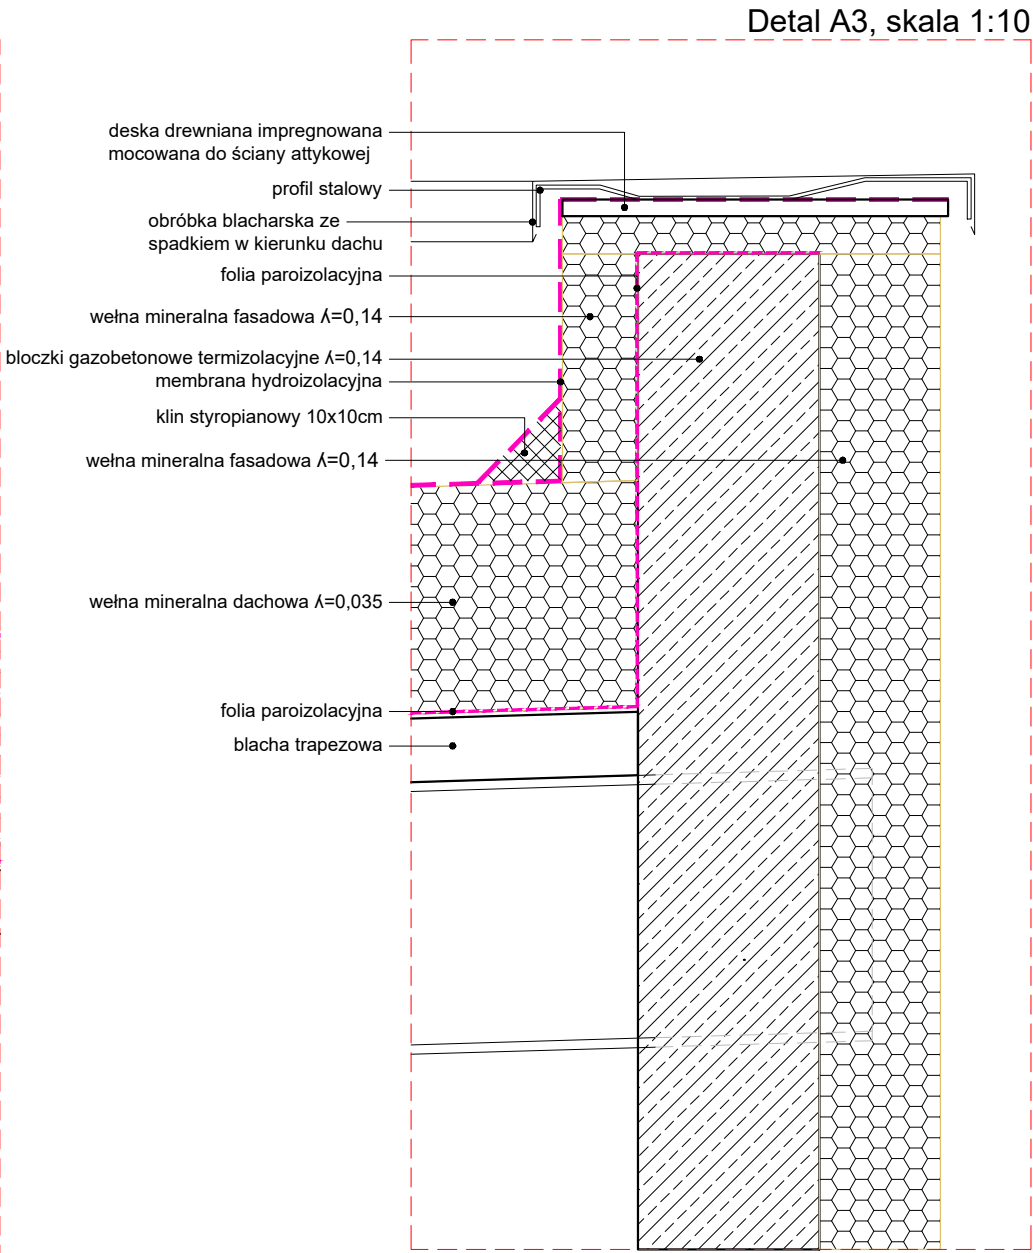 Detal A3, skala 1:10
deska drewniana impregnowana
mocowana do ściany attykowej
profil stalowy
obróbka blacharska ze
spadkiem w kierunku dachu
folia paroizolacyjna
wełna mineralna fasadowa ʎ=0,14
bloczki gazobetonowe termizolacyjne ʎ=0,14
membrana hydroizolacyjna
klin styropianowy 10x10cm
wełna mineralna fasadowa ʎ=0,14
wełna mineralna dachowa ʎ=0,035
folia paroizolacyjna
blacha trapezowa